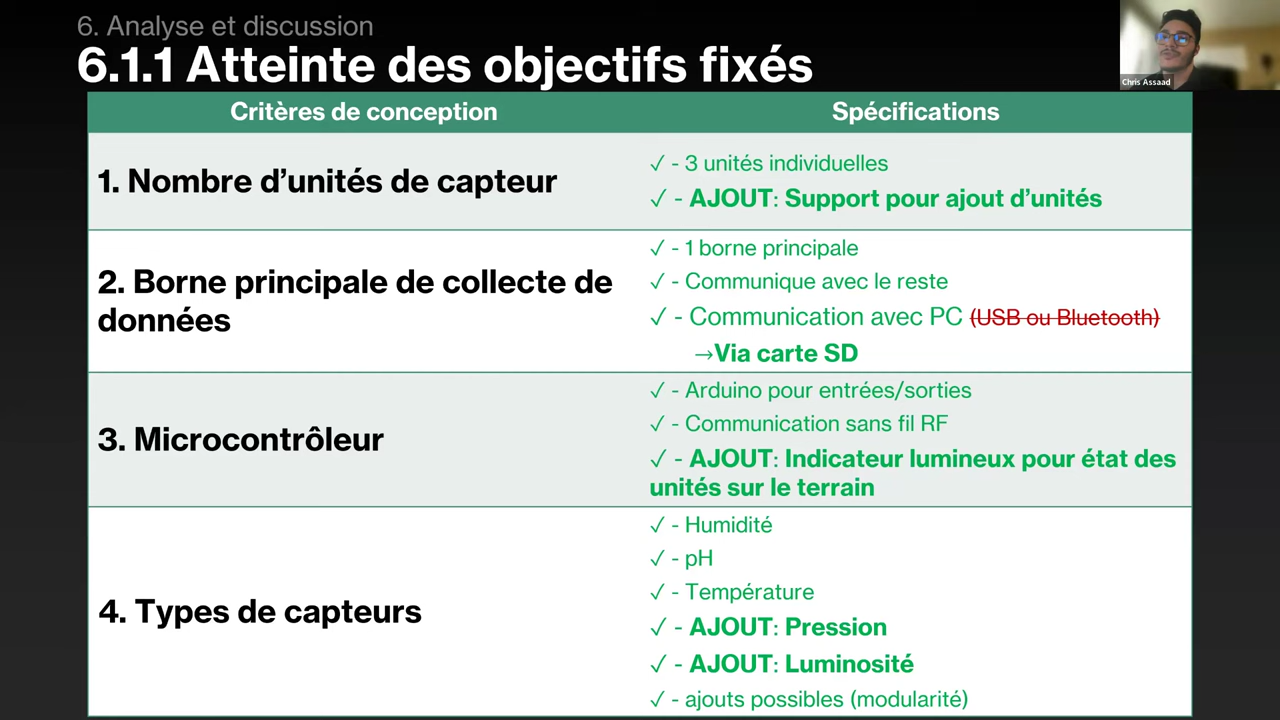 6. Analyse et discussion
6.1.1 Atteinte des objectifs fixés
Chris Assaad
Critères de conception
Spécifications
1. Nombre d'unités de capteur
✓ - 3 unités individuelles
✓ - AJOUT: Support pour ajout d'unités
2. Borne principale de collecte de
données
✓ - 1 borne principale
✓ - Communique avec le reste
✓ - Communication avec PC (USB ou Bluetooth)
→Via carte SD
3. Microcontrôleur
✓ - Arduino pour entrées/sorties
✓ - Communication sans fil RF
✓ - AJOUT: Indicateur lumineux pour état des
unités sur le terrain
4. Types de capteurs
✓ - Humidité
✓ - pH
✓ - Température
✓ - AJOUT: Pression
✓ - AJOUT: Luminosité
✓ - ajouts possibles (modularité)